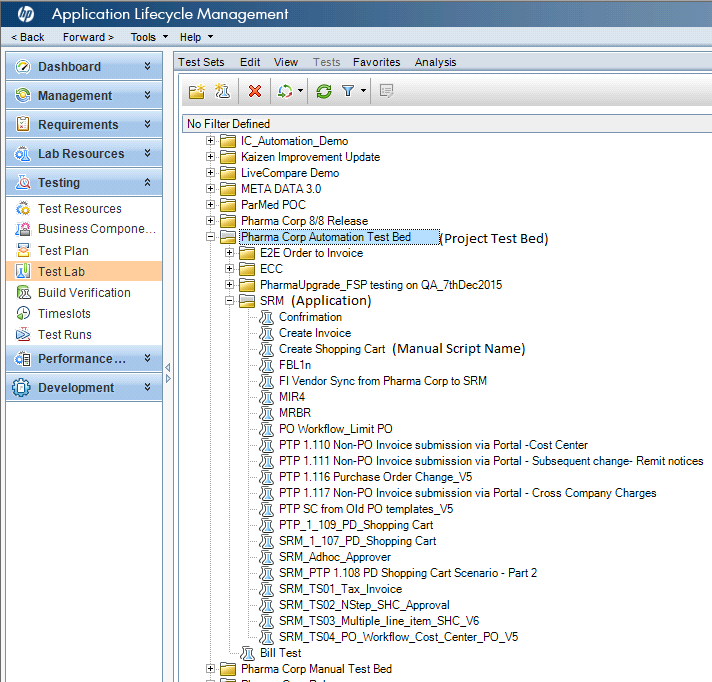 hp Application Lifecycle Management
< Back Forward > Tools Help
Dashboard
Management
Requirements
Lab Resources
Testing
Test Resources
Business Compone...
Test Plan
Test Lab
Build Verification
Timeslots
Test Runs
Performance...
Development
Test Sets Edit View Tests Favorites Analysis
No Filter Defined
IC_Automation_Demo
Kaizen Improvement Update
LiveCompare Demo
META DATA 3.0
ParMed POC
Pharma Corp 8/8 Release
Pharma Corp Automation Test Bed (Project Test Bed)
E2E Order to Invoice
ECC
PharmaUpgrade_FSP testing on QA_7thDec2015
SRM (Application)
Confrimation
Create Invoice
Create Shopping Cart (Manual Script Name)
FBL1n
FI Vendor Sync from Pharma Corp to SRM
MIR4
MRBR
PO Workflow_Limit PO
PTP 1.110 Non-PO Invoice submission via Portal -Cost Center
PTP 1.111 Non-PO Invoice submission via Portal - Subsequent change- Remit notices
PTP 1.116 Purchase Order Change_V5
PTP 1.117 Non-PO Invoice submission via Portal - Cross Company Charges
PTP SC from Old PO templates_V5
PTP_1_109_PD_Shopping Cart
SRM_1_107_PD_Shopping Cart
SRM_Adhoc_Approver
SRM_PTP 1.108 PD Shopping Cart Scenario - Part 2
SRM_TS01_Tax_Invoice
SRM_TS02_NStep_SHC_Approval
SRM_TS03_Multiple_line_item_SHC_V6
SRM_TS04_PO_Workflow_Cost_Center_PO_V5
Bill Test
Pharma Corp Manual Test Bed